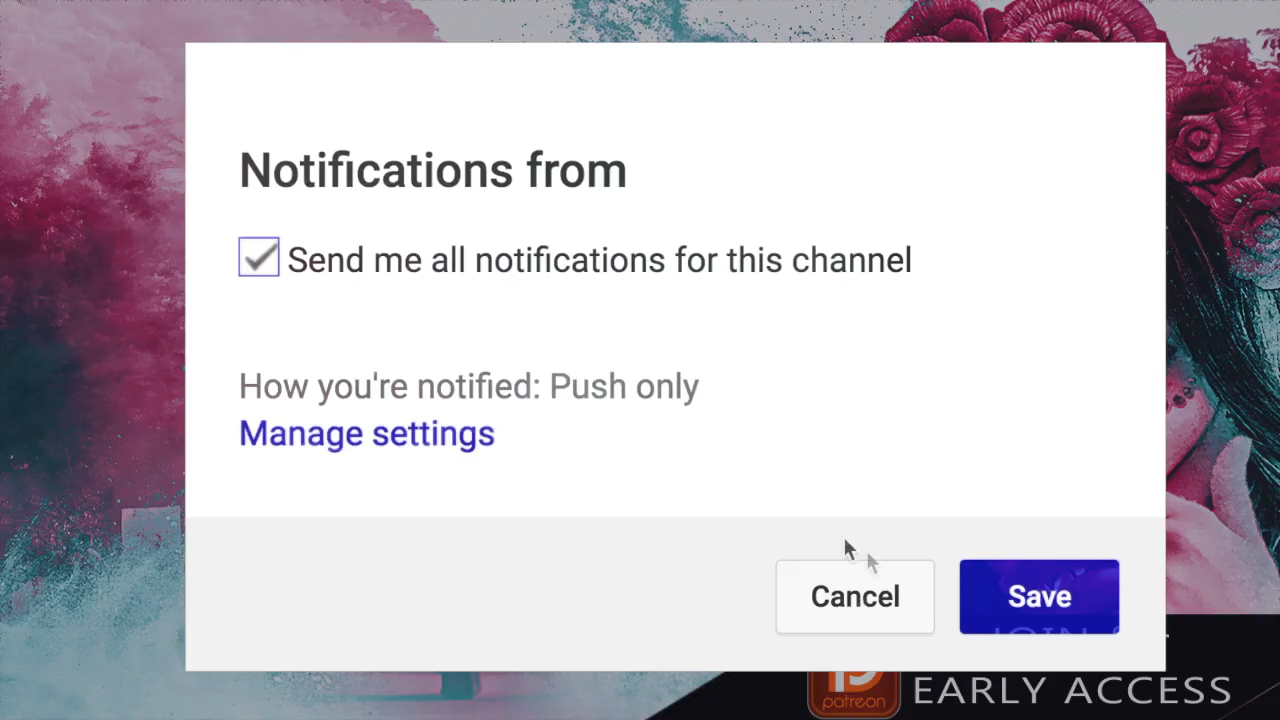 Notifications from
Send me all notifications for this channel
How you're notified: Push only
Manage settings
Cancel
Save
JOIN
patreon
EARLY ACCESS